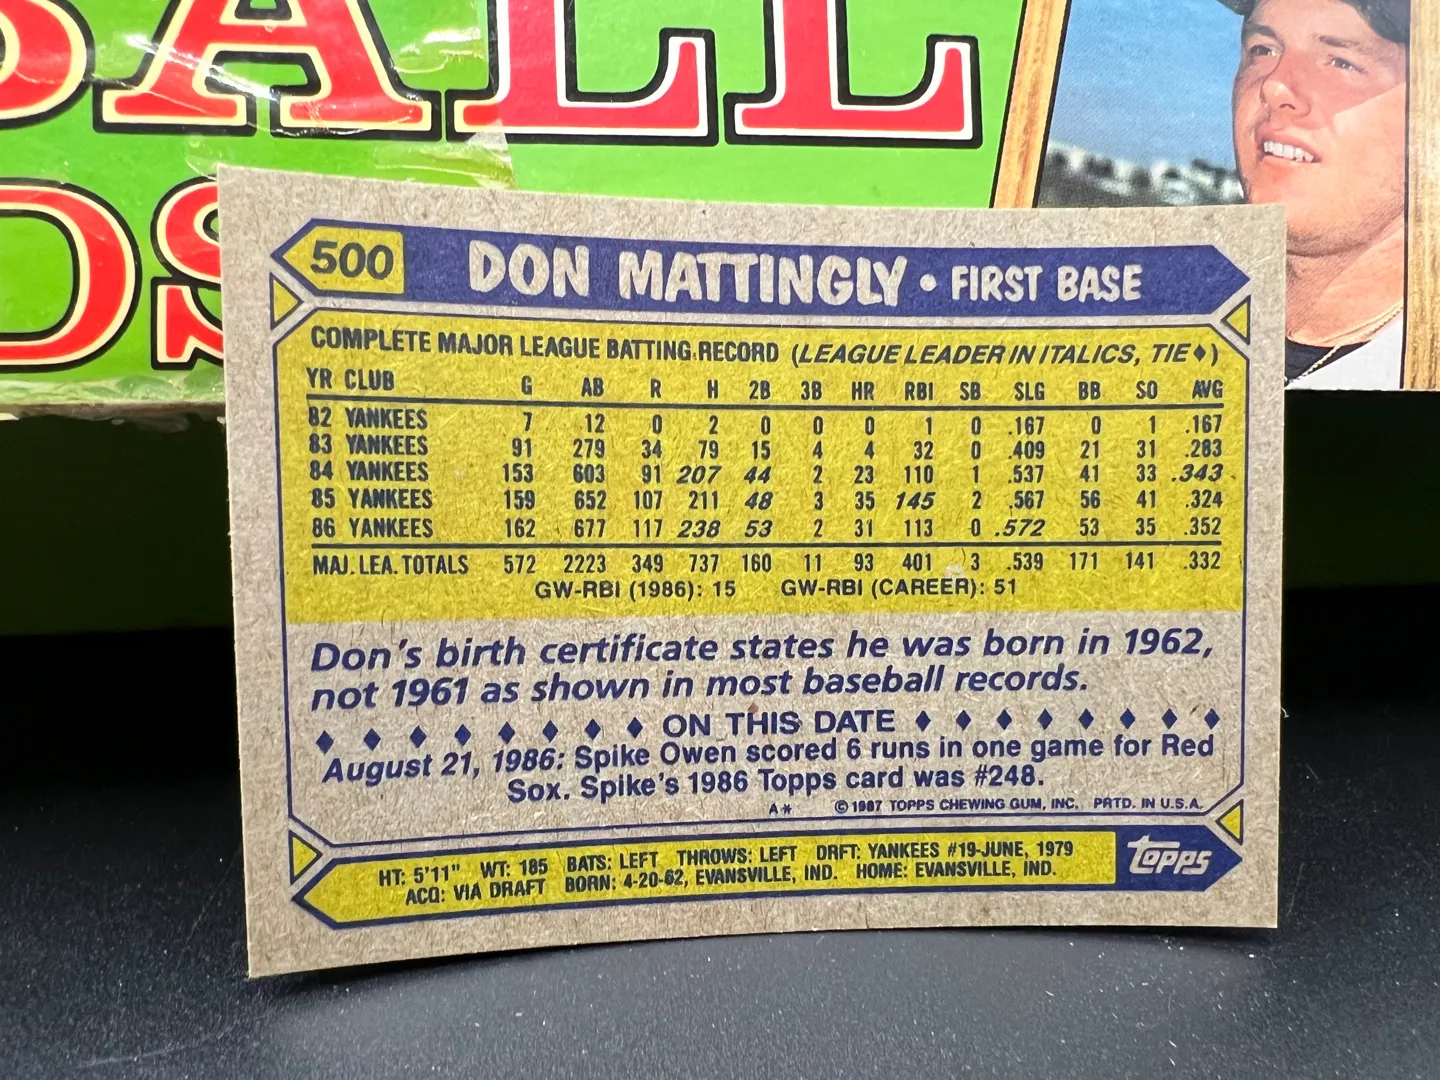 BALL
DS
500 DON MATTINGLY • FIRST BASE
COMPLETE MAJOR LEAGUE BATTING RECORD (LEAGUE LEADER IN ITALICS, TIE♦)
YR CLUB G AB R H 2B 3B HR RBI SB SLG BB SO AVG
82 YANKEES 7 12 0 2 0 0 0 1 0 .167 0 1 .167
83 YANKEES 91 279 34 79 15 4 4 32 0 .409 21 31 .283
84 YANKEES 153 603 91 207 44 2 23 110 1 .537 41 33 .343
85 YANKEES 159 652 107 211 48 3 35 145 2 .567 56 41 .324
86 YANKEES 162 677 117 238 53 2 31 113 0 .572 53 35 .352
MAJ. LEA. TOTALS 572 2223 349 737 160 11 93 401 3 .539 171 141 .332
GW-RBI (1986): 15 GW-RBI (CAREER): 51
Don's birth certificate states he was born in 1962,
not 1961 as shown in most baseball records.
♦ ♦ ♦ ♦ ♦ ♦ ♦ ♦ ON THIS DATE ♦ ♦ ♦ ♦ ♦ ♦ ♦ ♦
August 21, 1986: Spike Owen scored 6 runs in one game for Red
Sox. Spike's 1986 Topps card was #248.
A* © 1987 TOPPS CHEWING GUM, INC. PRTD. IN U.S.A.
HT: 5'11" WT: 185 BATS: LEFT THROWS: LEFT DRFT: YANKEES #19-JUNE, 1979
ACQ: VIA DRAFT BORN: 4-20-62, EVANSVILLE, IND. HOME: EVANSVILLE, IND.
topps